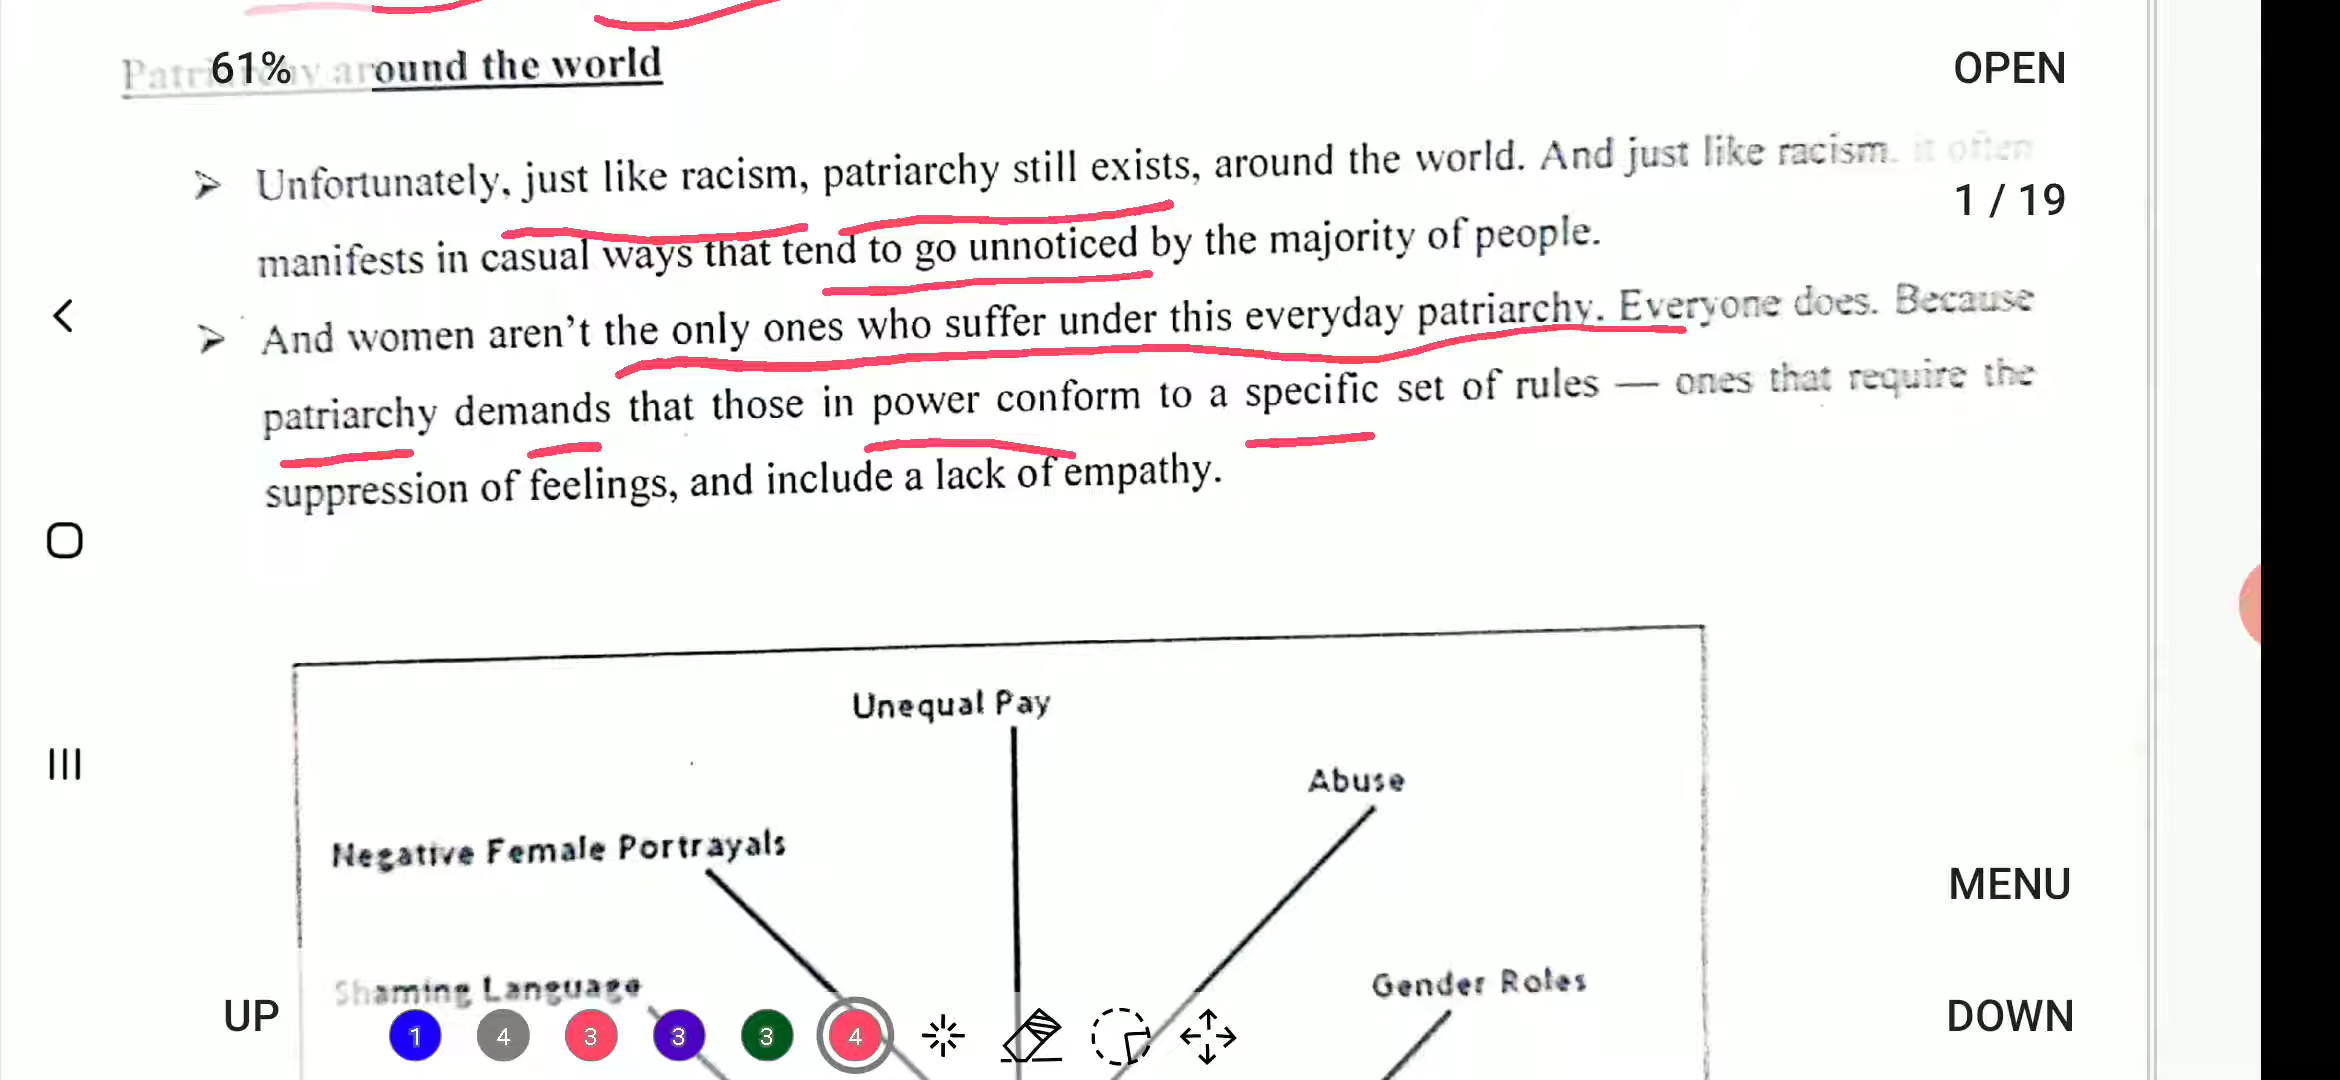 61%
Patriarchy around the world
OPEN
➢ Unfortunately, just like racism, patriarchy still exists, around the world. And just like racism. it often
1 / 19
manifests in casual ways that tend to go unnoticed by the majority of people.
➢ And women aren't the only ones who suffer under this everyday patriarchy. Everyone does. Because
patriarchy demands that those in power conform to a specific set of rules — ones that require the
suppression of feelings, and include a lack of empathy.
Unequal Pay
Abuse
Negative Female Portrayals
MENU
Shaming Language
Gender Roles
UP
DOWN
1 4 3 3 3 4